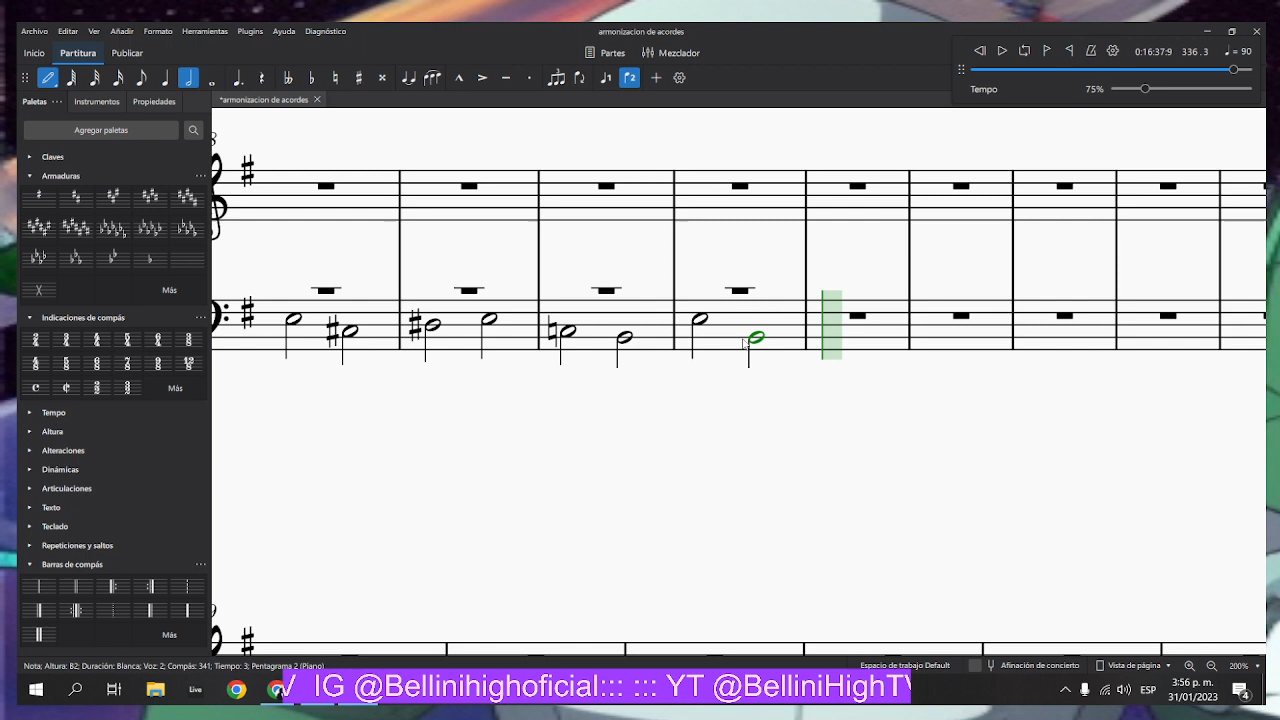 Archivo Editar Ver Añadir Formato Herramientas Plugins Ayuda Diagnóstico
armonizacion de acordes
Inicio Partitura Publicar
Partes Mezclador
0:16:37:9 336 . 3 = 90
Tempo 75%
Paletas Instrumentos Propiedades
*armonizacion de acordes
Agregar paletas
Claves
Armaduras
Más
Indicaciones de compás
Más
Tempo
Altura
Alteraciones
Dinámicas
Articulaciones
Texto
Teclado
Repeticiones y saltos
Barras de compás
Más
Nota; Altura: B2; Duración: Blanca; Voz: 2; Compás: 341; Tiempo: 3; Pentagrama 2 (Piano)
Espacio de trabajo Default
Afinación de concierto
Vista de página
200%
Live
IG @Bellinihighoficial::: ::: YT @BelliniHighTV
ESP
3:56 p. m.
31/01/2023
4